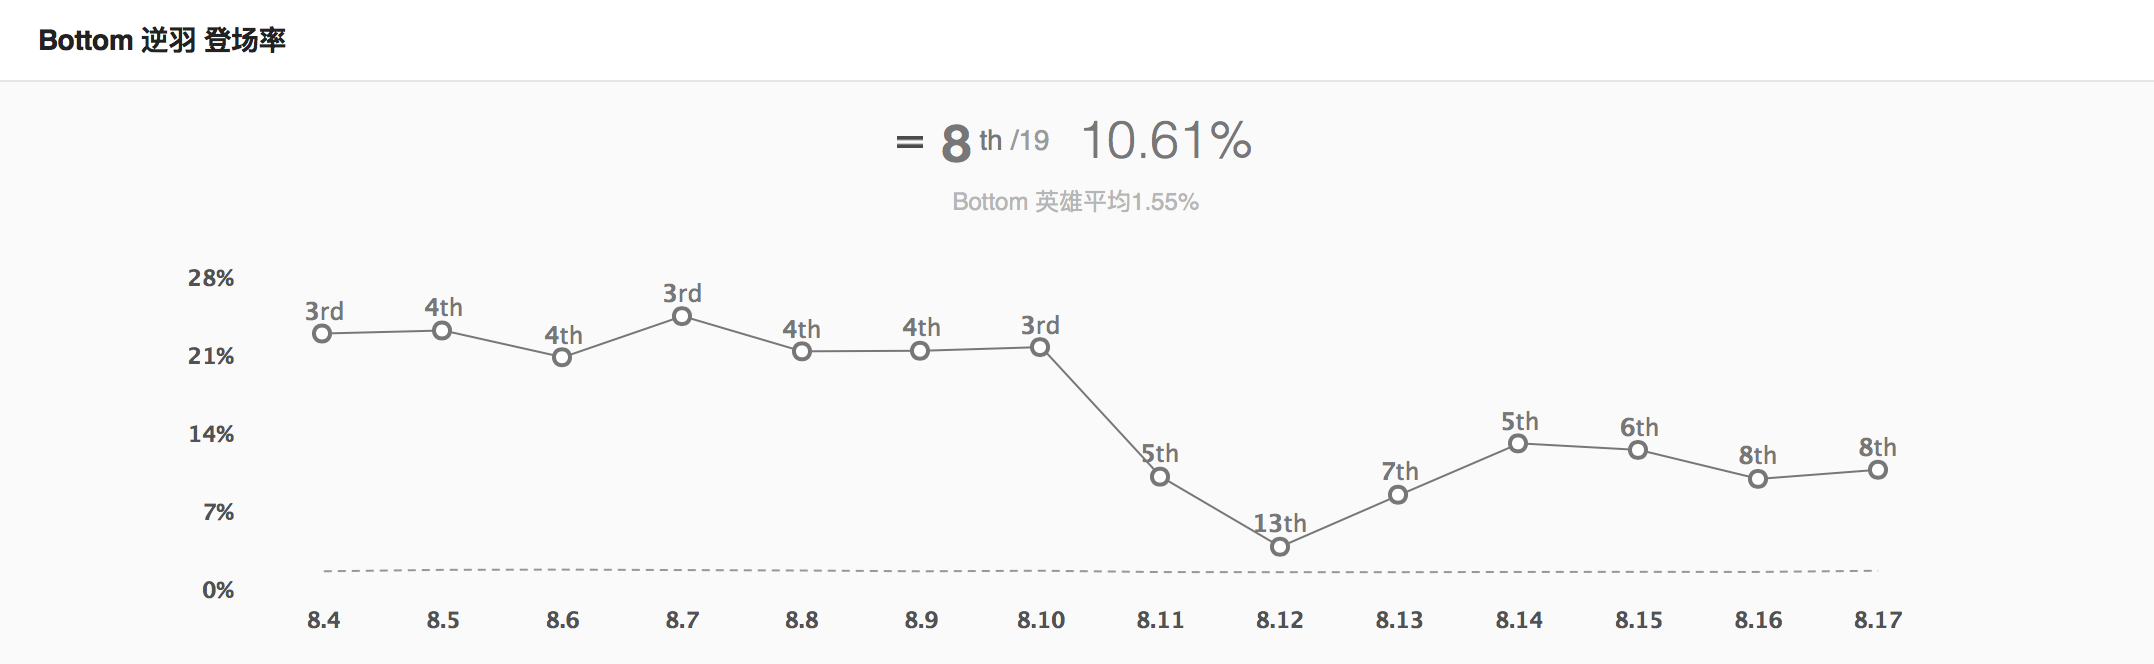 Bottom 逆羽 登场率
= 8 th /19 10.61%
Bottom 英雄平均1.55%
28%
3rd 4th 4th 3rd 4th 4th 3rd 5th 13th 7th 5th 6th 8th 8th
21%
14%
7%
0%
8.4 8.5 8.6 8.7 8.8 8.9 8.10 8.11 8.12 8.13 8.14 8.15 8.16 8.17